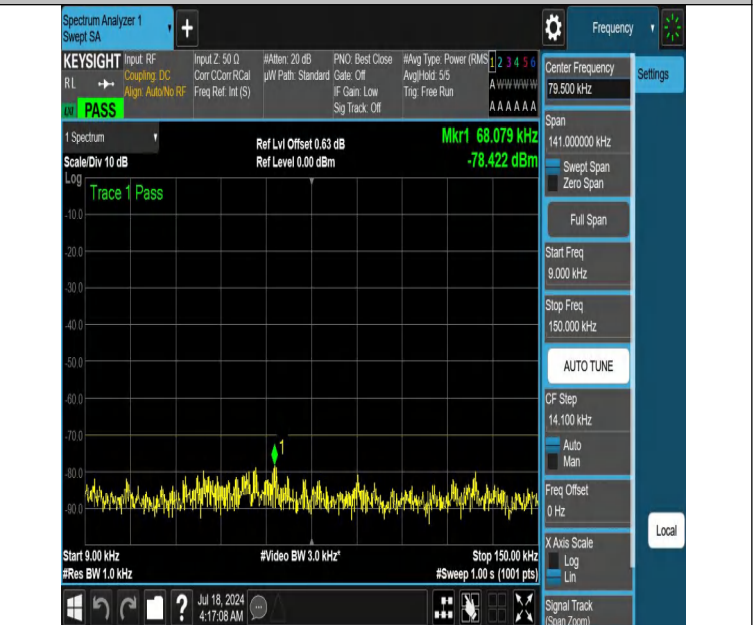 Spectrum Analyzer 1
Swept SA
+
Frequency
KEYSIGHT
RL
PASS
Input: RF
Coupling: DC
Align: Auto/No RF
Input Z: 50 Ω
Corr CCorr RCal
Freq Ref: Int (S)
#Atten: 20 dB
µW Path: Standard
PNO: Best Close
Gate: Off
IF Gain: Low
Sig Track: Off
#Avg Type: Power (RMS
Avg|Hold: 5/5
Trig: Free Run
1 2 3 4 5 6
A W W W W W
A A A A A A
1 Spectrum
Scale/Div 10 dB
Ref Lvl Offset 0.63 dB
Ref Level 0.00 dBm
Mkr1 68.079 kHz
-78.422 dBm
Log
Trace 1 Pass
-10.0
-20.0
-30.0
-40.0
-50.0
-60.0
-70.0
-80.0
-90.0
1
Start 9.00 kHz
#Res BW 1.0 kHz
#Video BW 3.0 kHz*
Stop 150.00 kHz
#Sweep 1.00 s (1001 pts)
Center Frequency
79.500 kHz
Settings
Span
141.000000 kHz
Swept Span
Zero Span
Full Span
Start Freq
9.000 kHz
Stop Freq
150.000 kHz
AUTO TUNE
CF Step
14.100 kHz
Auto
Man
Freq Offset
0 Hz
X Axis Scale
Log
Lin
Local
Signal Track
(Span Zoom)
?
Jul 18, 2024
4:17:08 AM